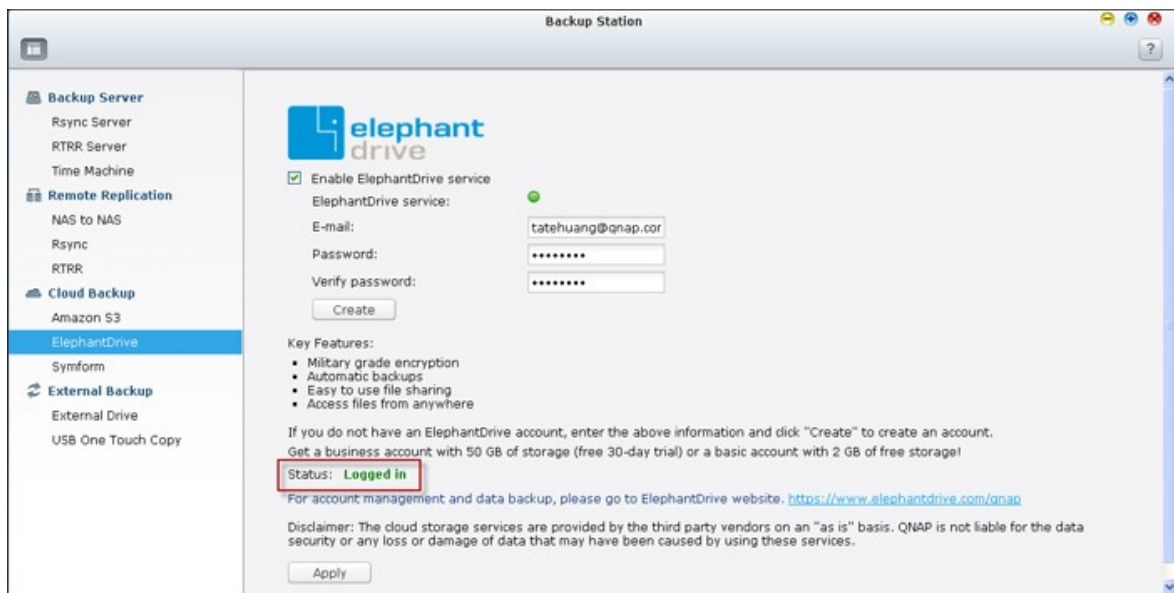 Backup Station
?
Backup Server
Rsync Server
RTRR Server
Time Machine
Remote Replication
NAS to NAS
Rsync
RTRR
Cloud Backup
Amazon S3
ElephantDrive
Symform
External Backup
External Drive
USB One Touch Copy
elephant
drive
Enable ElephantDrive service
ElephantDrive service:
E-mail: tatehuang@qnap.cor
Password: ••••••••
Verify password: ••••••••
Create
Key Features:
• Military grade encryption
• Automatic backups
• Easy to use file sharing
• Access files from anywhere
If you do not have an ElephantDrive account, enter the above information and click "Create" to create an account.
Get a business account with 50 GB of storage (free 30-day trial) or a basic account with 2 GB of free storage!
Status: Logged in
For account management and data backup, please go to ElephantDrive website. https://www.elephantdrive.com/qnap
Disclaimer: The cloud storage services are provided by the third party vendors on an "as is" basis. QNAP is not liable for the data
security or any loss or damage of data that may have been caused by using these services.
Apply